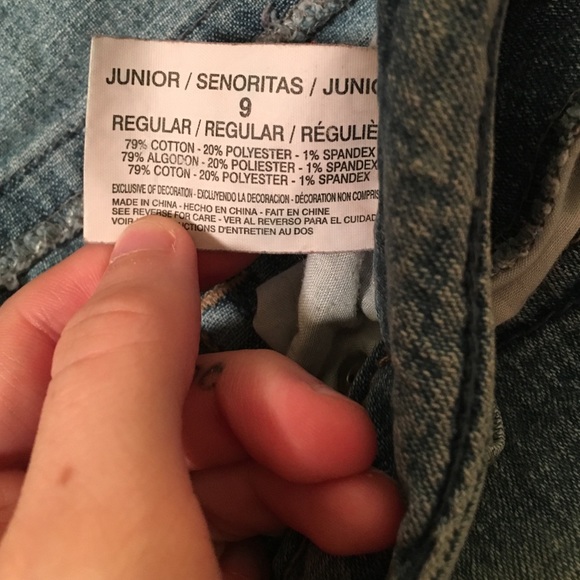 JUNIOR / SENORITAS / JUNIO
9
REGULAR / REGULAR / RÉGULIÈ
79% COTTON - 20% POLYESTER - 1% SPANDEX
79% ALGODON - 20% POLIESTER - 1% SPANDEX
79% COTON - 20% POLYESTER - 1% SPANDEX
EXCLUSIVE OF DECORATION - EXCLUYENDO LA DECORACION - DÉCORATION NON COMPRIS
MADE IN CHINA - HECHO EN CHINA - FAIT EN CHINE
SEE REVERSE FOR CARE - VER AL REVERSO PARA EL CUIDAD
VOIR CTIONS D'ENTRETIEN AU DOS